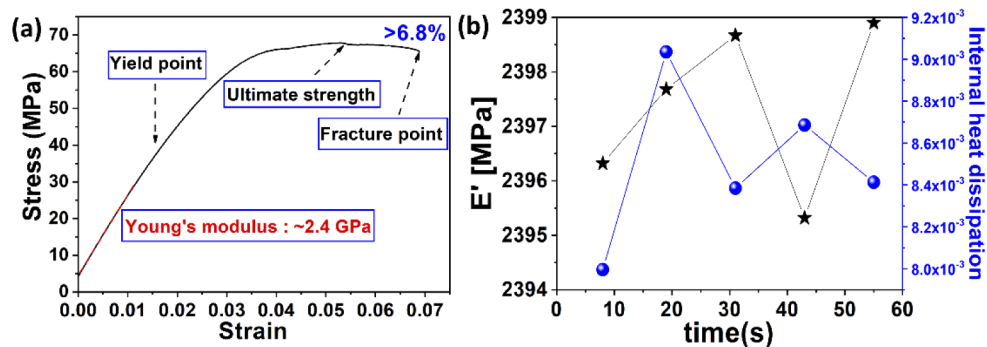 (a)
>6.8%
Yield point
Ultimate strength
Fracture point
Young's modulus : ~2.4 GPa
Stress (MPa)
70
60
50
40
30
20
10
0
0.00 0.01 0.02 0.03 0.04 0.05 0.06 0.07
Strain
(b)
E' [MPa]
2399
2398
2397
2396
2395
2394
0 10 20 30 40 50 60
time(s)
9.2x10⁻³
9.0x10⁻³
8.8x10⁻³
8.6x10⁻³
8.4x10⁻³
8.2x10⁻³
8.0x10⁻³
Internal heat dissipation